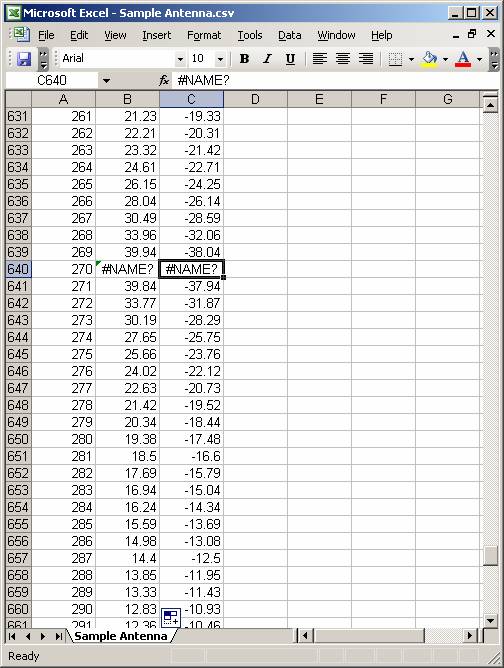 Microsoft Excel - Sample Antenna.csv
File Edit View Insert Format Tools Data Window Help
Arial 10 B I U A
C640 fx #NAME?
A B C D E F G
631 261 21.23 -19.33
632 262 22.21 -20.31
633 263 23.32 -21.42
634 264 24.61 -22.71
635 265 26.15 -24.25
636 266 28.04 -26.14
637 267 30.49 -28.59
638 268 33.96 -32.06
639 269 39.94 -38.04
640 270 #NAME? #NAME?
641 271 39.84 -37.94
642 272 33.77 -31.87
643 273 30.19 -28.29
644 274 27.65 -25.75
645 275 25.66 -23.76
646 276 24.02 -22.12
647 277 22.63 -20.73
648 278 21.42 -19.52
649 279 20.34 -18.44
650 280 19.38 -17.48
651 281 18.5 -16.6
652 282 17.69 -15.79
653 283 16.94 -15.04
654 284 16.24 -14.34
655 285 15.59 -13.69
656 286 14.98 -13.08
657 287 14.4 -12.5
658 288 13.85 -11.95
659 289 13.33 -11.43
660 290 12.83 -10.93
661 291 12.36 -10.46
Sample Antenna
Ready